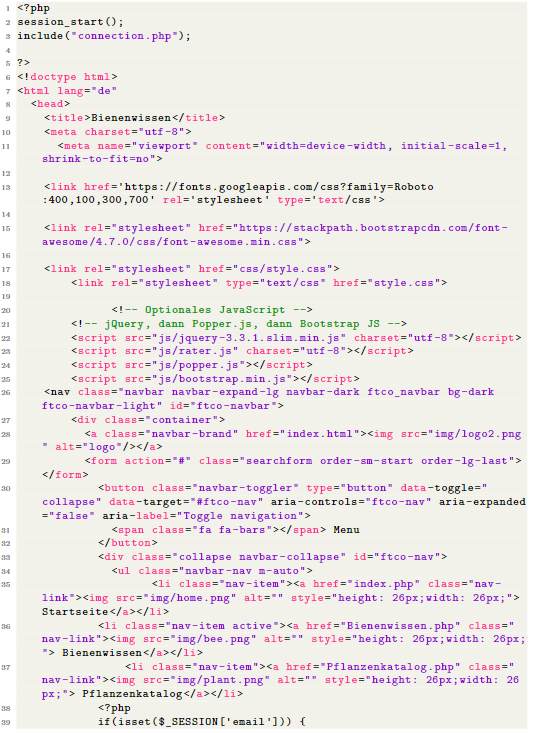 1 <?php
2 session_start();
3 include("connection.php");
4
5 ?>
6 <!doctype html>
7 <html lang="de"
8 <head>
9 <title>Bienenwissen</title>
10 <meta charset="utf-8">
11 <meta name="viewport" content="width=device-width, initial-scale=1,
shrink-to-fit=no">
12
13 <link href='https://fonts.googleapis.com/css?family=Roboto
:400,100,300,700' rel='stylesheet' type='text/css'>
14
15 <link rel="stylesheet" href="https://stackpath.bootstrapcdn.com/font-
awesome/4.7.0/css/font-awesome.min.css">
16
17 <link rel="stylesheet" href="css/style.css">
18 <link rel="stylesheet" type="text/css" href="style.css">
19
20 <!-- Optionales JavaScript -->
21 <!-- jQuery, dann Popper.js, dann Bootstrap JS -->
22 <script src="js/jquery-3.3.1.slim.min.js" charset="utf-8"></script>
23 <script src="js/rater.js" charset="utf-8"></script>
24 <script src="js/popper.js"></script>
25 <script src="js/bootstrap.min.js"></script>
26 <nav class="navbar navbar-expand-lg navbar-dark ftco_navbar bg-dark
ftco-navbar-light" id="ftco-navbar">
27 <div class="container">
28 <a class="navbar-brand" href="index.html"><img src="img/logo2.png
" alt="logo"/></a>
29 <form action="#" class="searchform order-sm-start order-lg-last">
</form>
30 <button class="navbar-toggler" type="button" data-toggle="
collapse" data-target="#ftco-nav" aria-controls="ftco-nav" aria-expanded
="false" aria-label="Toggle navigation">
31 <span class="fa fa-bars"></span> Menu
32 </button>
33 <div class="collapse navbar-collapse" id="ftco-nav">
34 <ul class="navbar-nav m-auto">
35 <li class="nav-item"><a href="index.php" class="nav-
link"><img src="img/home.png" alt="" style="height: 26px;width: 26px;">
Startseite</a></li>
36 <li class="nav-item active"><a href="Bienenwissen.php" class="
nav-link"><img src="img/bee.png" alt="" style="height: 26px;width: 26px;
"> Bienenwissen</a></li>
37 <li class="nav-item"><a href="Pflanzenkatalog.php" class="
nav-link"><img src="img/plant.png" alt="" style="height: 26px;width: 26
px;"> Pflanzenkatalog</a></li>
38 <?php
39 if(isset($_SESSION['email'])) {